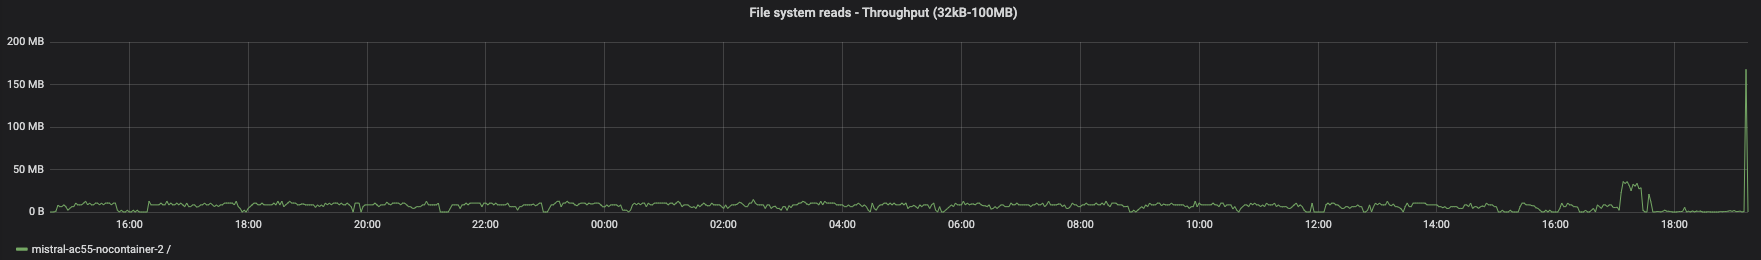 File system reads - Throughput (32kB-100MB)
200 MB
150 MB
100 MB
50 MB
0 B
16:00 18:00 20:00 22:00 00:00 02:00 04:00 06:00 08:00 10:00 12:00 14:00 16:00 18:00
mistral-ac55-nocontainer-2 /